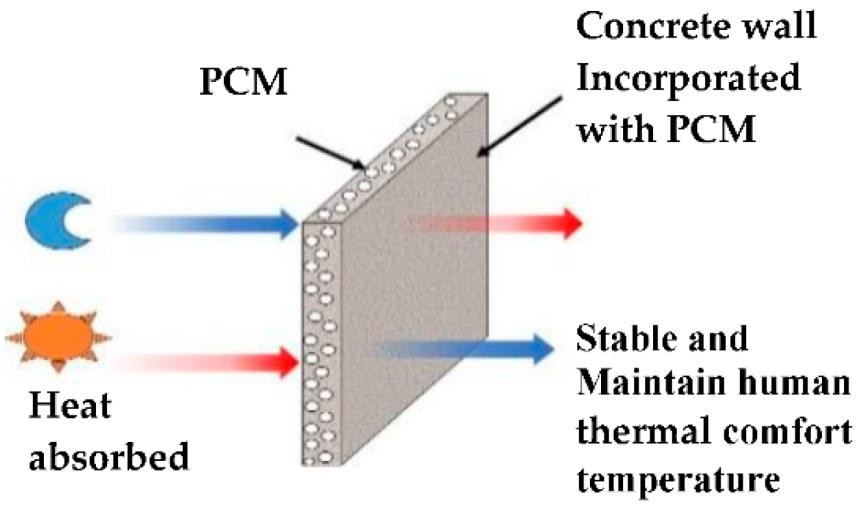 PCM
Concrete wall
Incorporated
with PCM
Heat
absorbed
Stable and
Maintain human
thermal comfort
temperature